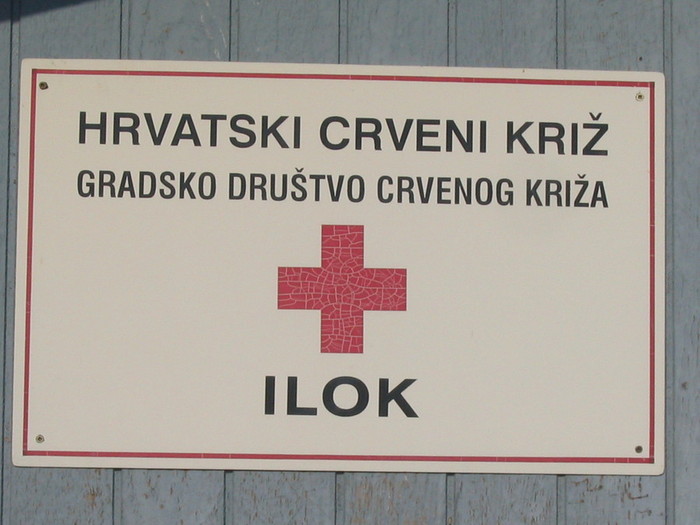 HRVATSKI CRVENI KRIŽ
GRADSKO DRUŠTVO CRVENOG KRIŽA
ILOK